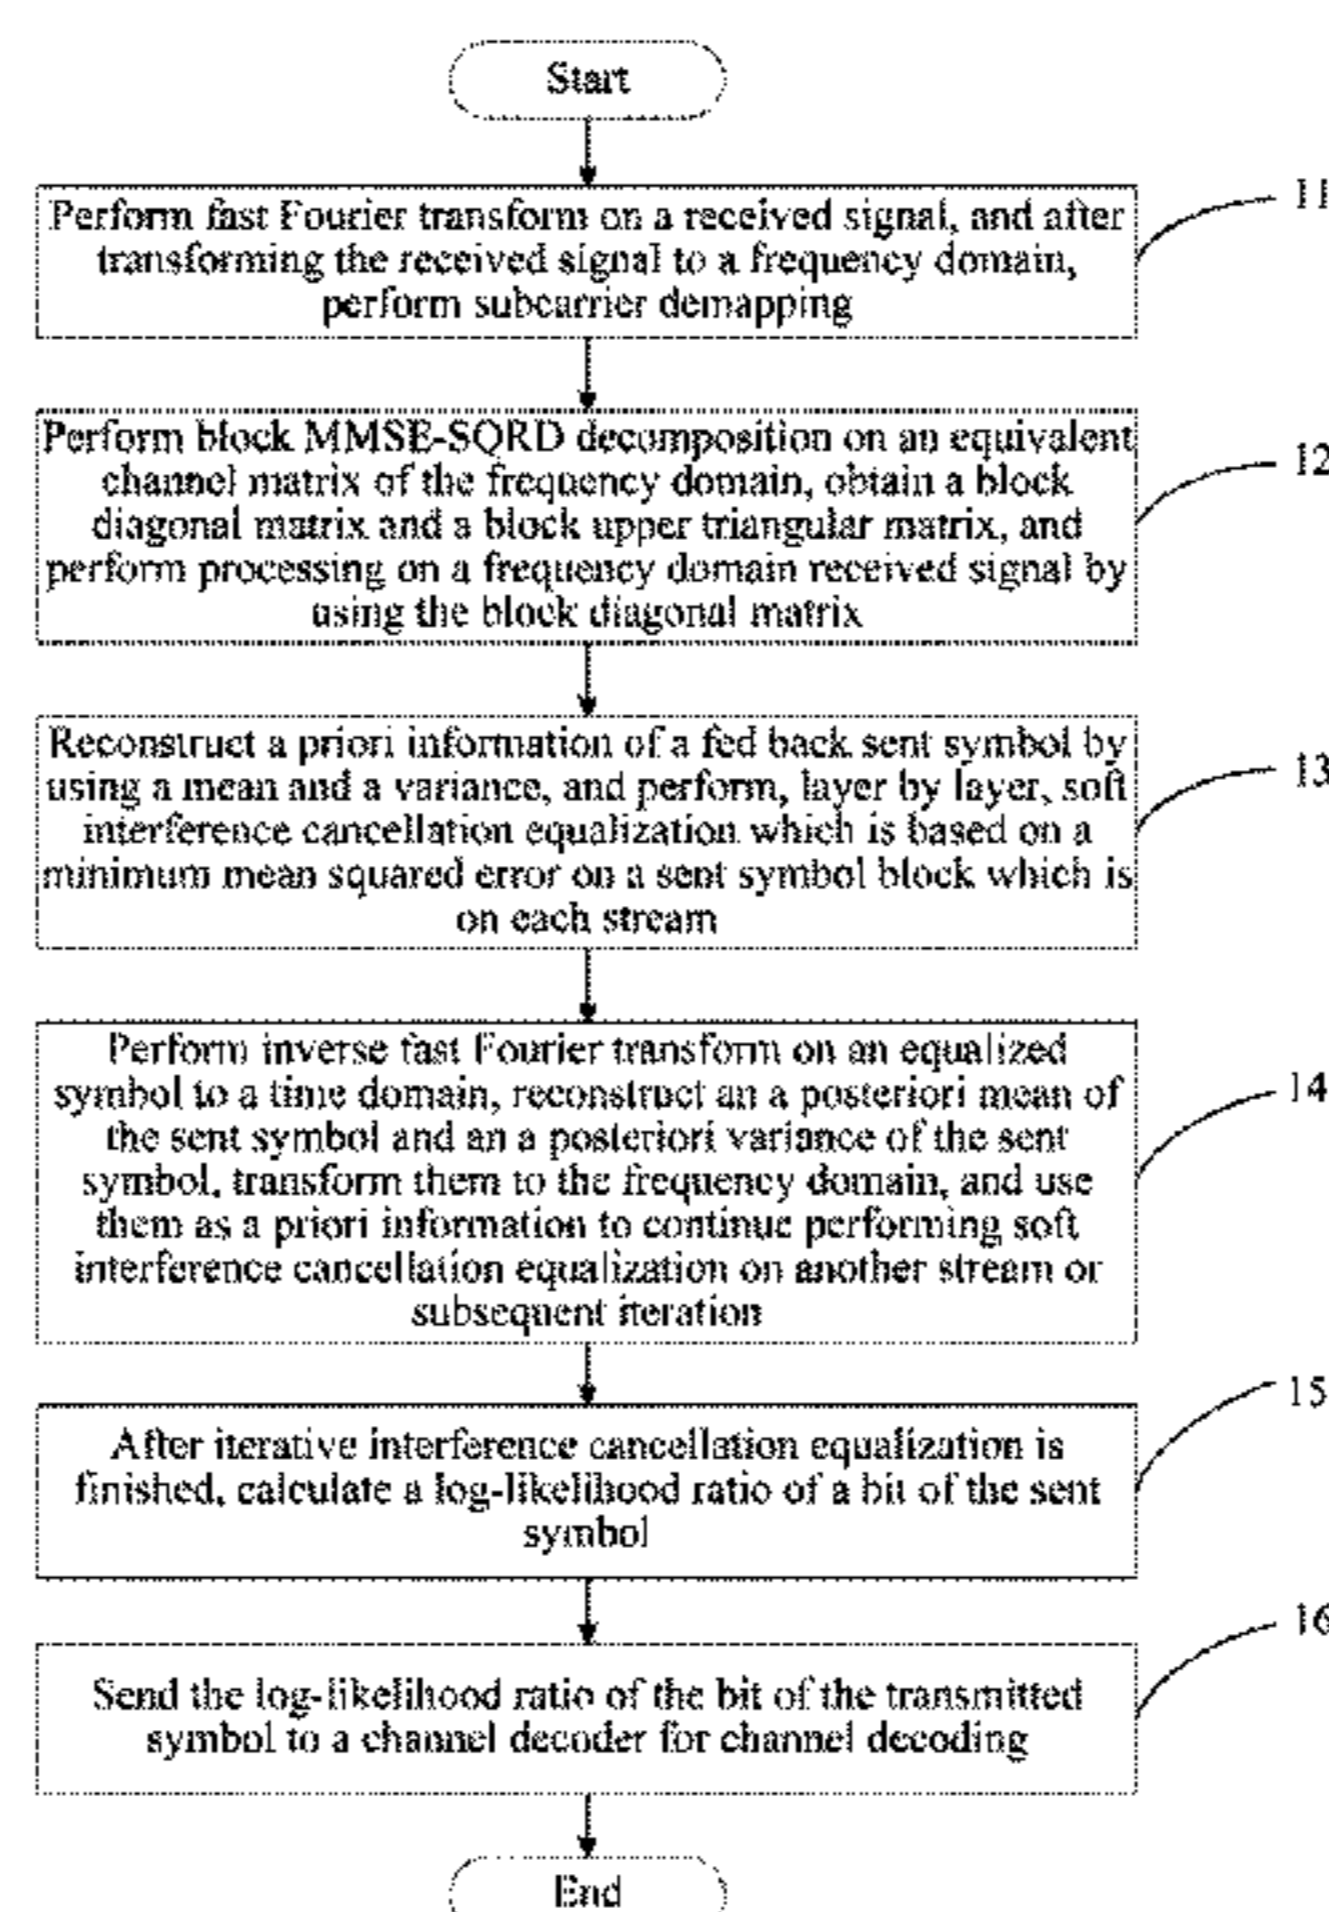 Start
Perform fast Fourier transform on a received signal, and after
transforming the received signal to a frequency domain,
perform subcarrier demapping
11
Perform block MMSE-SQRD decomposition on an equivalent
channel matrix of the frequency domain, obtain a block
diagonal matrix and a block upper triangular matrix, and
perform processing on a frequency domain received signal by
using the block diagonal matrix
12
Reconstruct a priori information of a fed back sent symbol by
using a mean and a variance, and perform, layer by layer, soft
interference cancellation equalization which is based on a
minimum mean squared error on a sent symbol block which is
on each stream
13
Perform inverse fast Fourier transform on an equalized
symbol to a time domain, reconstruct an a posteriori mean of
the sent symbol and an a posteriori variance of the sent
symbol, transform them to the frequency domain, and use
them as a priori information to continue performing soft
interference cancellation equalization on another stream or
subsequent iteration
14
After iterative interference cancellation equalization is
finished, calculate a log-likelihood ratio of a bit of the sent
symbol
15
Send the log-likelihood ratio of the bit of the transmitted
symbol to a channel decoder for channel decoding
16
End